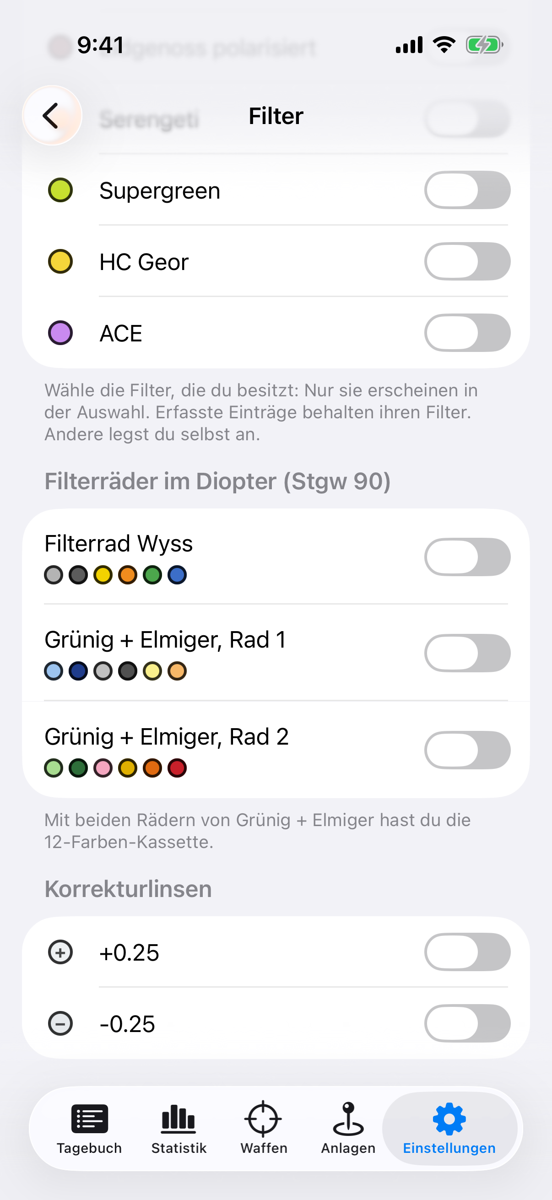 9:41
Eidgenoss polarisiert
Serengeti
Filter
Supergreen
HC Geor
ACE
Wähle die Filter, die du besitzt: Nur sie erscheinen in
der Auswahl. Erfasste Einträge behalten ihren Filter.
Andere legst du selbst an.
Filterräder im Diopter (Stgw 90)
Filterrad Wyss
Grünig + Elmiger, Rad 1
Grünig + Elmiger, Rad 2
Mit beiden Rädern von Grünig + Elmiger hast du die
12-Farben-Kassette.
Korrekturlinsen
+0.25
-0.25
Tagebuch
Statistik
Waffen
Anlagen
Einstellungen